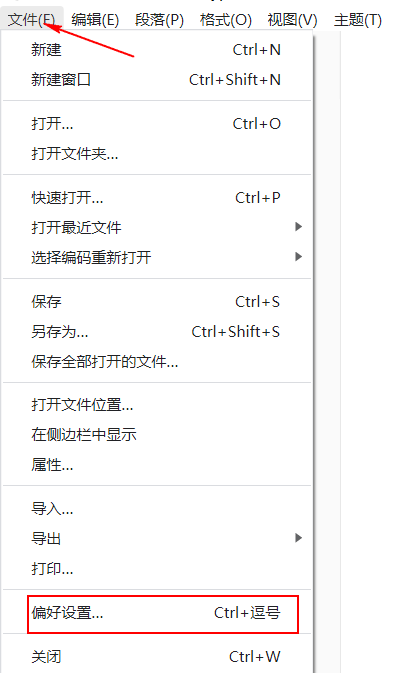 文件(F) 编辑(E) 段落(P) 格式(O) 视图(V) 主题(T)
新建 Ctrl+N
新建窗口 Ctrl+Shift+N
打开... Ctrl+O
打开文件夹...
快速打开... Ctrl+P
打开最近文件
选择编码重新打开
保存 Ctrl+S
另存为... Ctrl+Shift+S
保存全部打开的文件...
打开文件位置...
在侧边栏中显示
属性...
导入...
导出
打印...
偏好设置... Ctrl+逗号
关闭 Ctrl+W